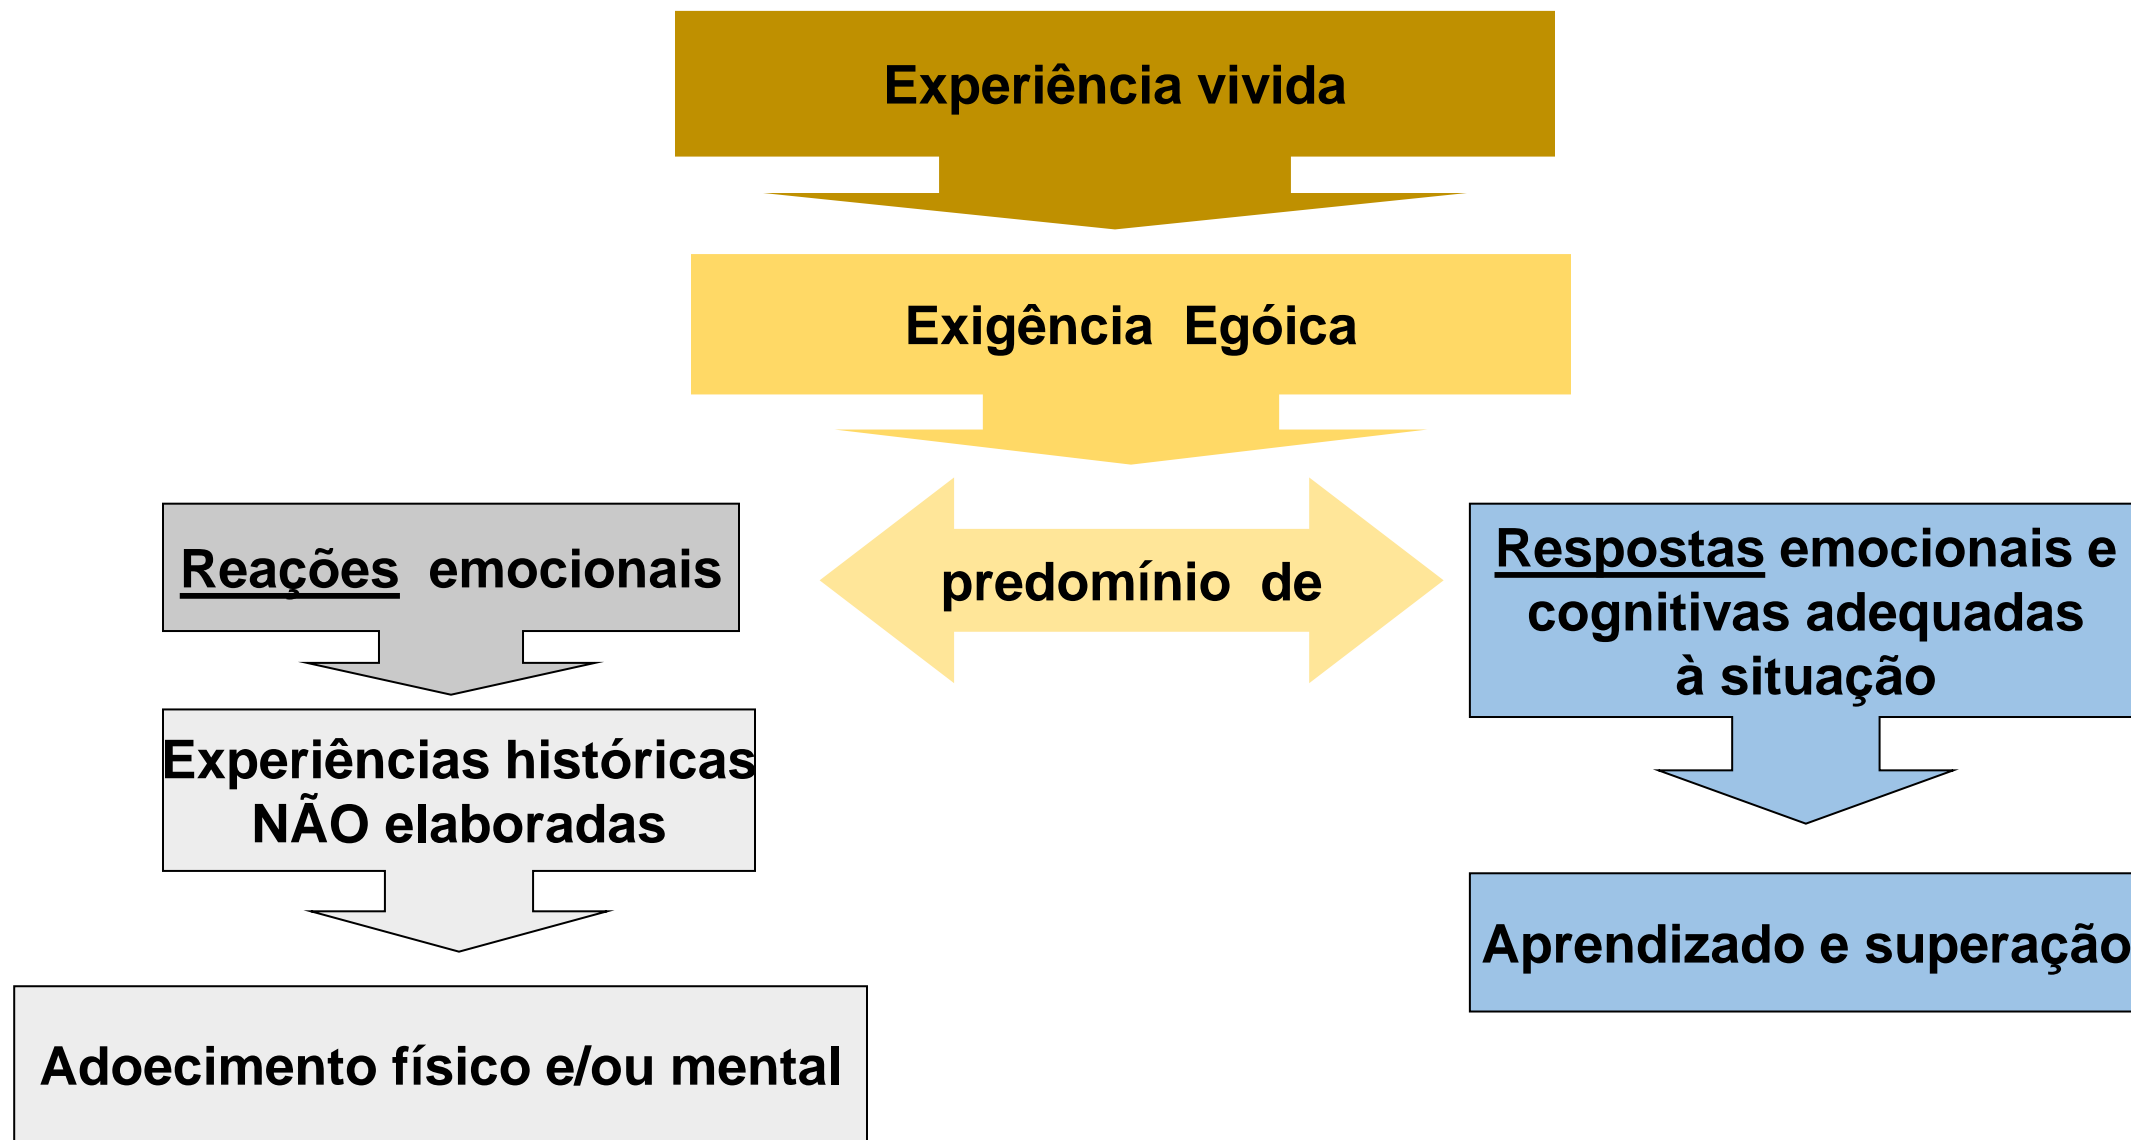 Experiência vivida
Exigência Egóica
Reações emocionais
predomínio de
Respostas emocionais e
cognitivas adequadas
à situação
Experiências históricas
NÃO elaboradas
Aprendizado e superação
Adoecimento físico e/ou mental